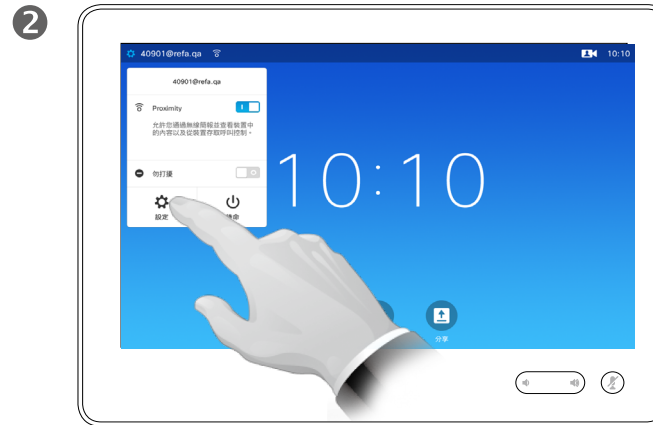 2
40901@refa.qa
10:10
40901@refa.qa
Proximity
允許您通過無線簡報並查看裝置中
的內容以及從裝置存取呼叫控制。
勿打擾
設定
10:10
分享